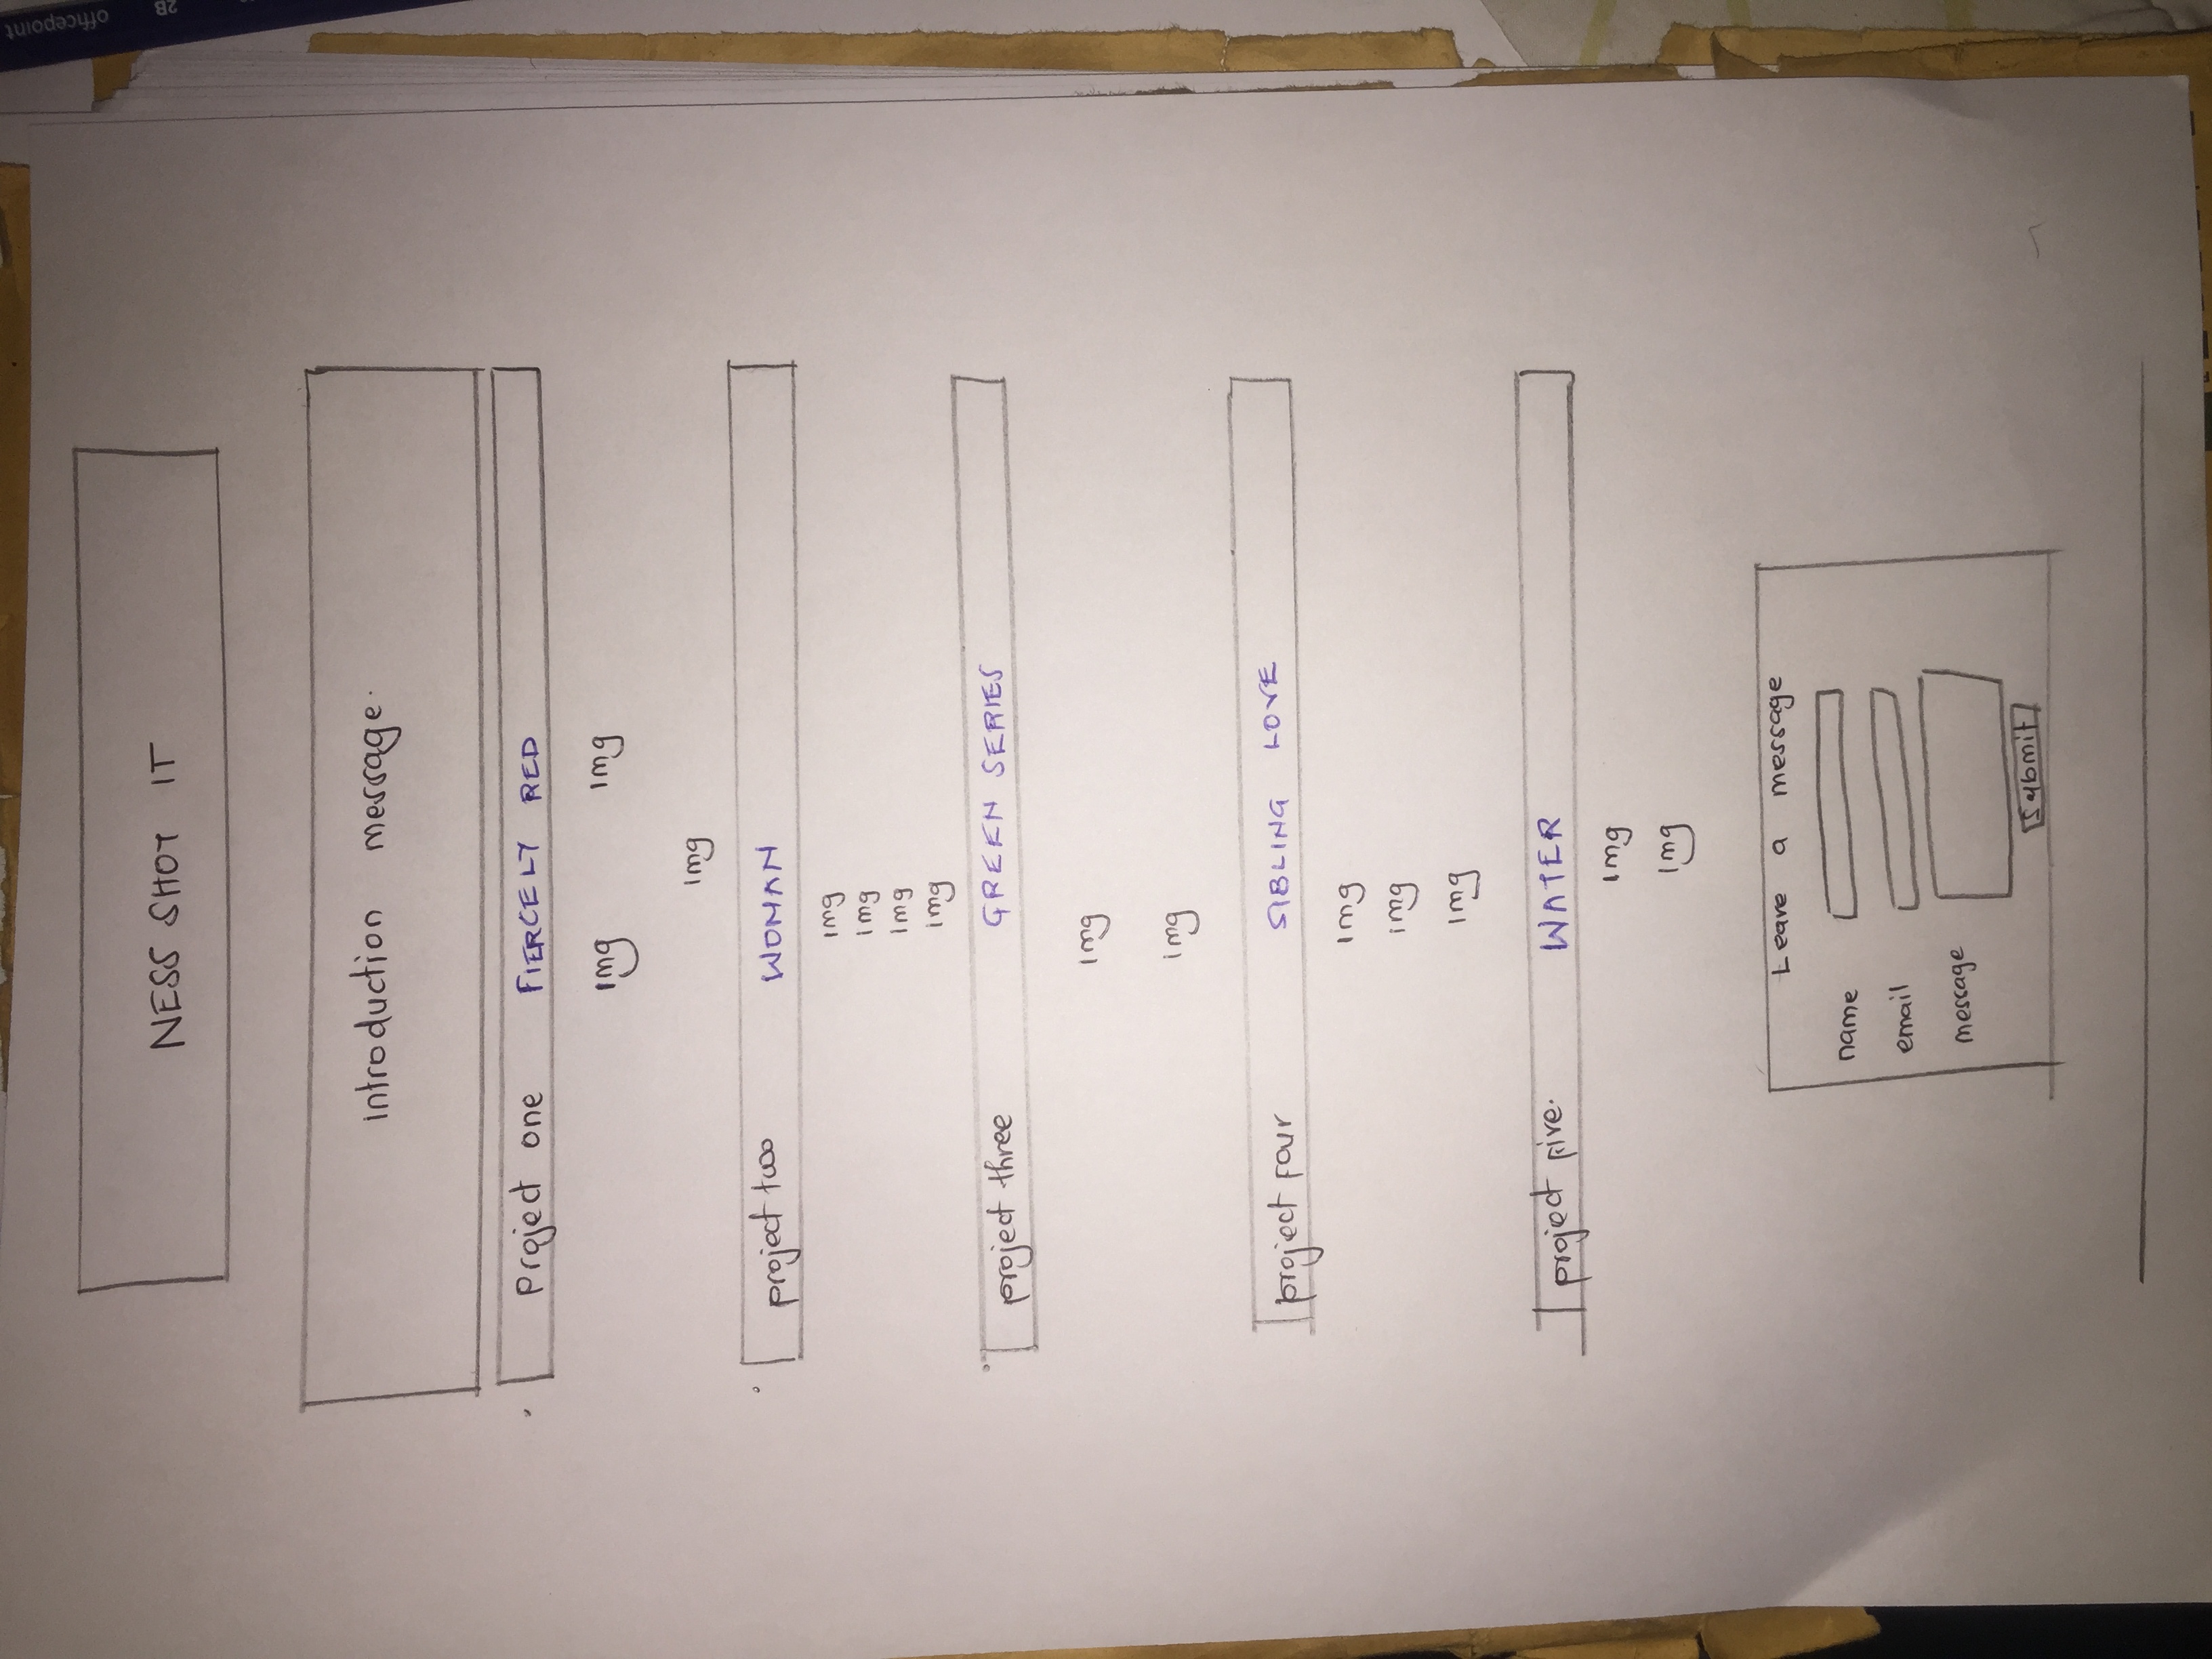 officepoint
2B
NESS SHOT IT
Introduction message.
Project one FIERCELY RED
img img
img
project two WOMAN
img
img
img
img
project three GREEN SERIES
img
img
project four SIBLING LOVE
img
img
img
project five. WATER
img
img
Leave a message
name
email
message
Submit